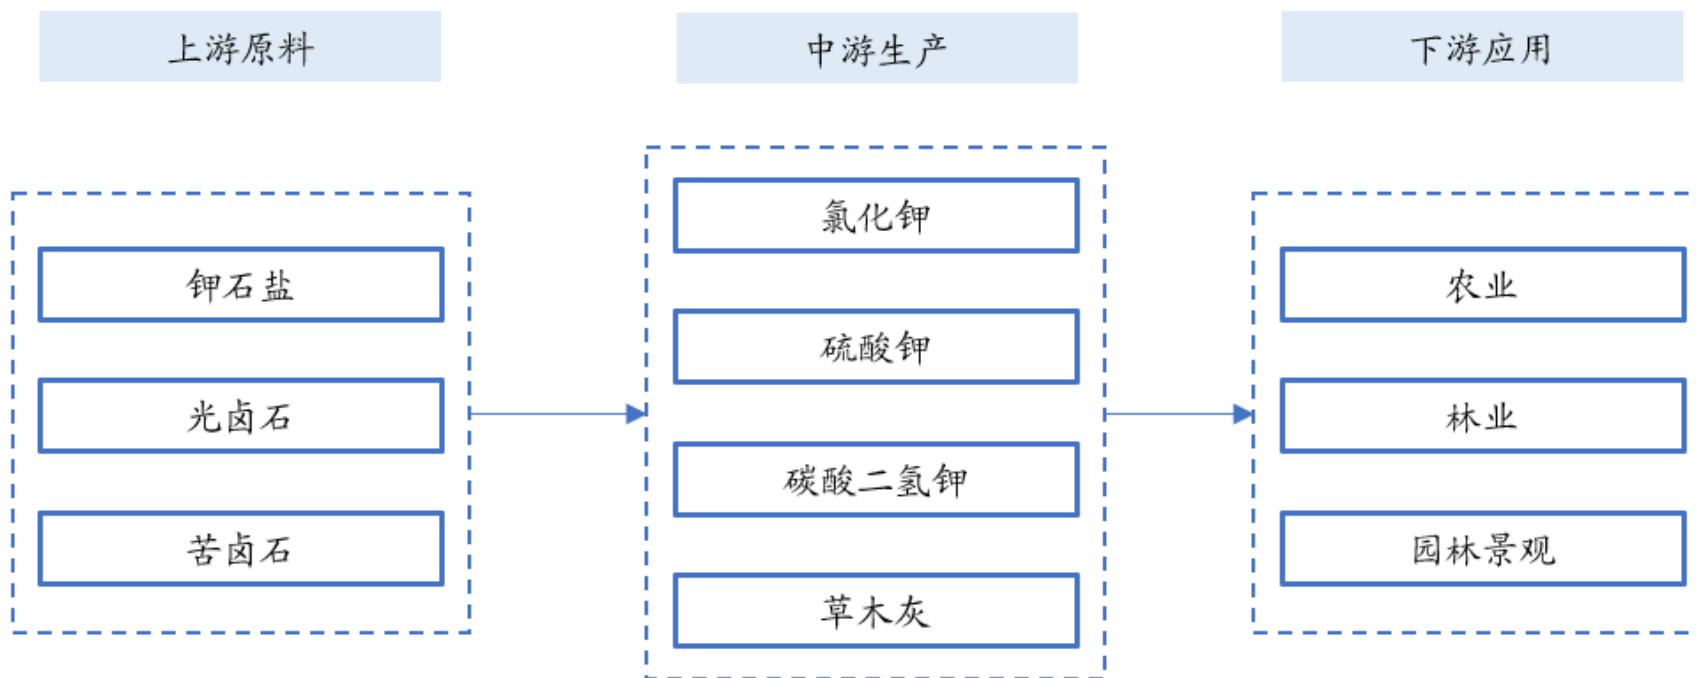 上游原料
中游生产
下游应用
钾石盐
光卤石
苦卤石
氯化钾
硫酸钾
碳酸二氢钾
草木灰
农业
林业
园林景观